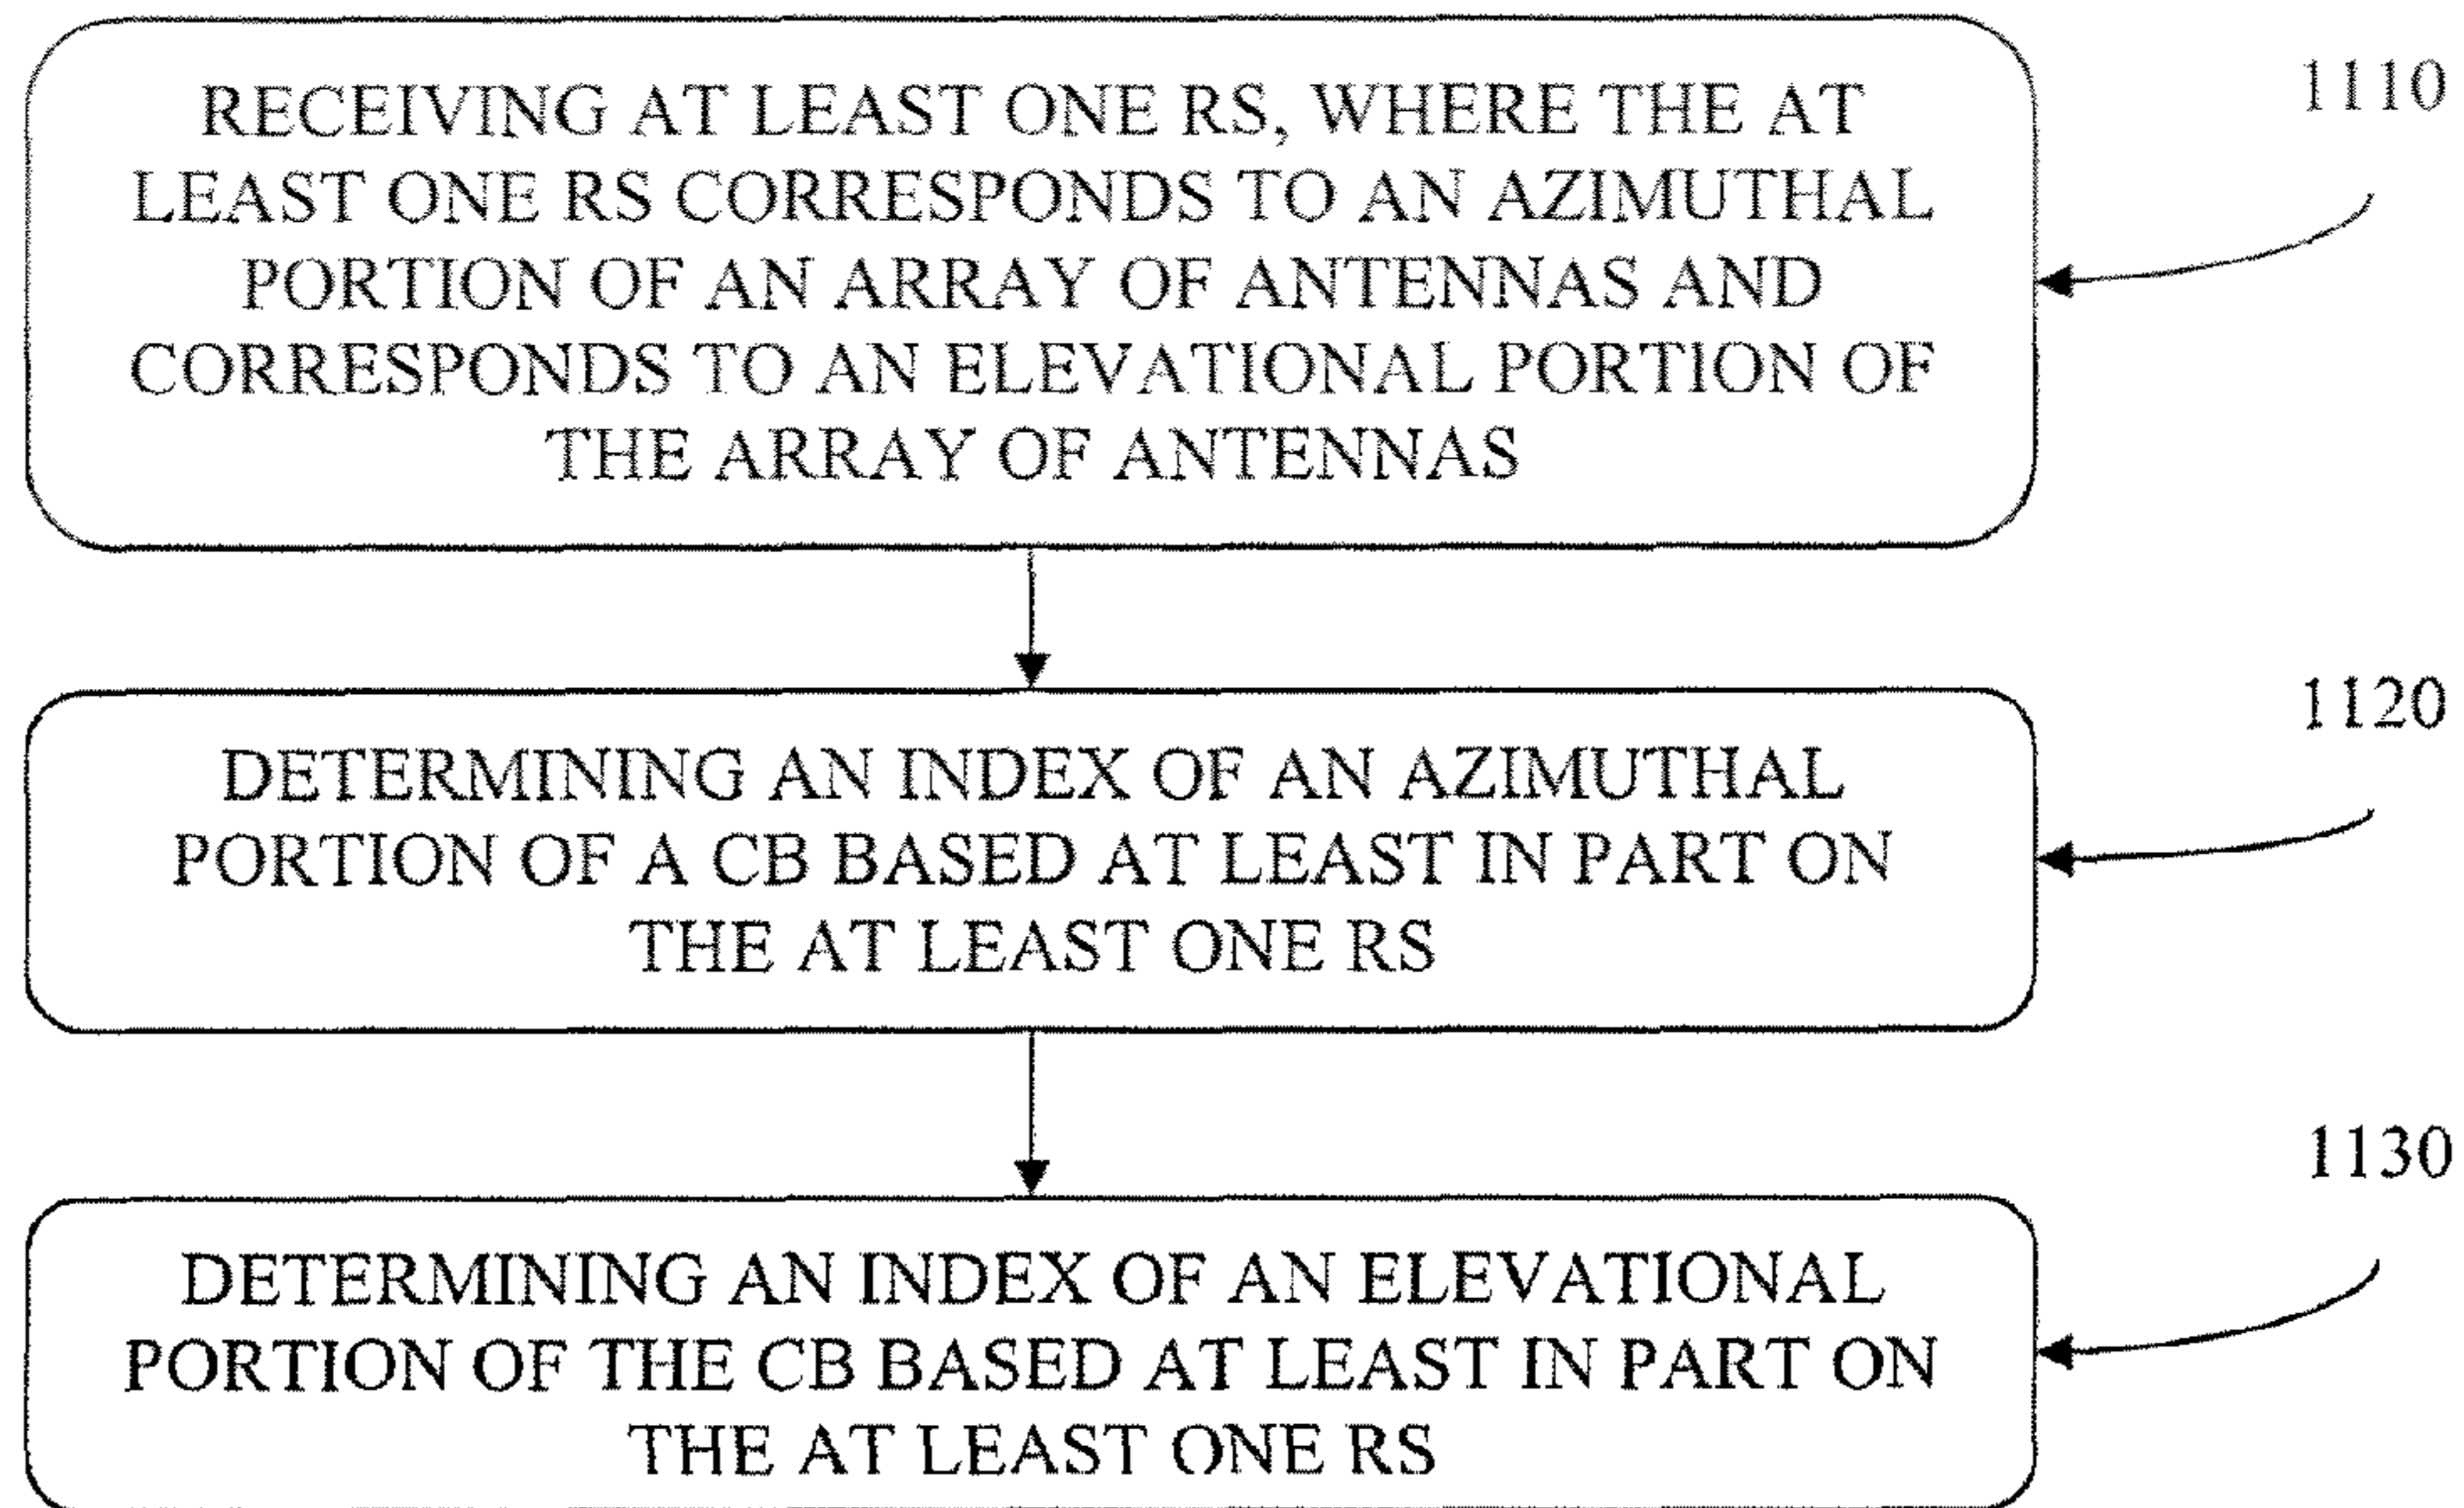 RECEIVING AT LEAST ONE RS, WHERE THE AT
LEAST ONE RS CORRESPONDS TO AN AZIMUTHAL
PORTION OF AN ARRAY OF ANTENNAS AND
CORRESPONDS TO AN ELEVATIONAL PORTION OF
THE ARRAY OF ANTENNAS
1110
DETERMINING AN INDEX OF AN AZIMUTHAL
PORTION OF A CB BASED AT LEAST IN PART ON
THE AT LEAST ONE RS
1120
DETERMINING AN INDEX OF AN ELEVATIONAL
PORTION OF THE CB BASED AT LEAST IN PART ON
THE AT LEAST ONE RS
1130